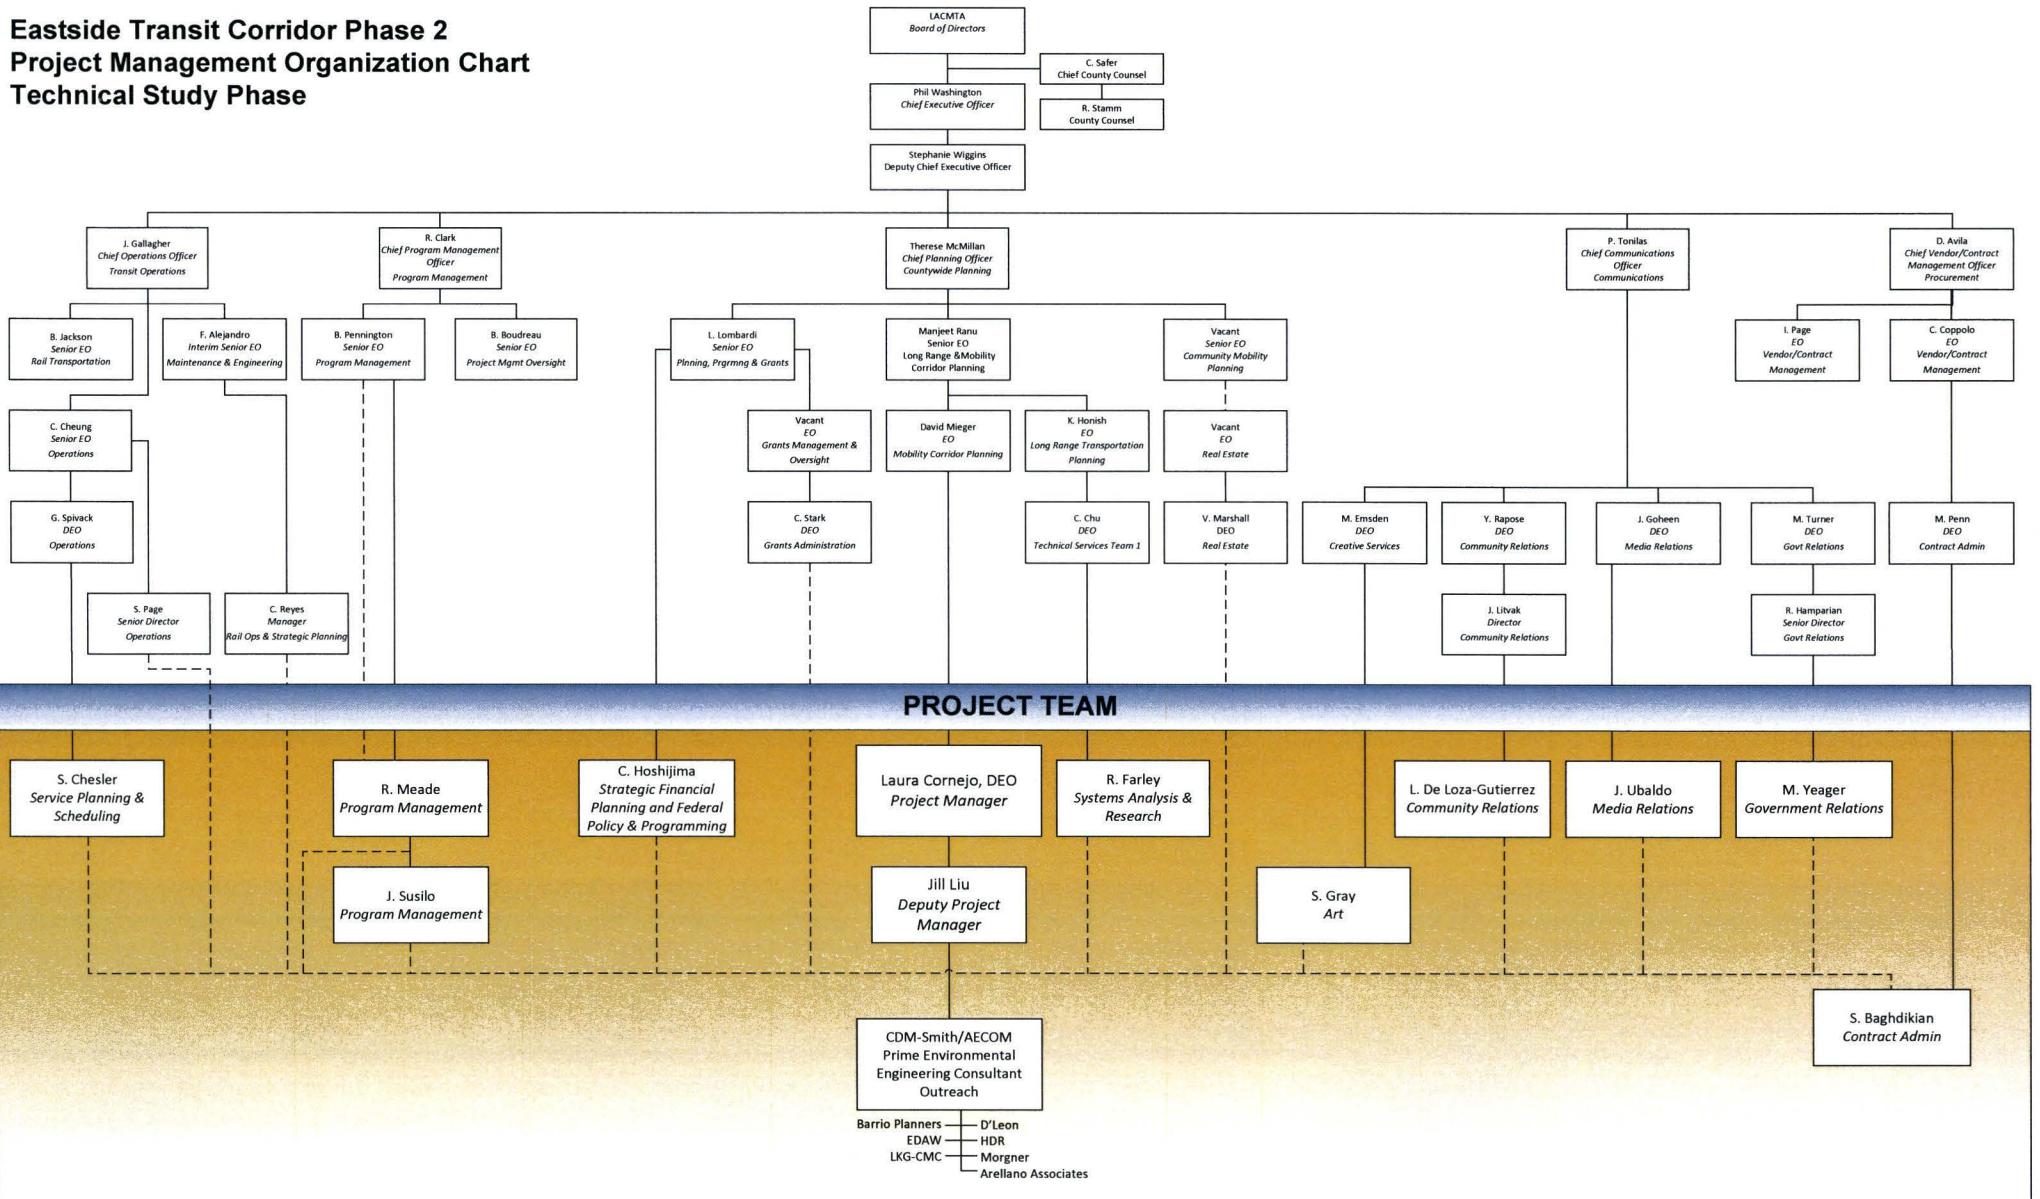 Eastside Transit Corridor Phase 2
Project Management Organization Chart
Technical Study Phase
LACMTA
Board of Directors
C. Safer
Chief County Counsel
Phil Washington
Chief Executive Officer
R. Stamm
County Counsel
Stephanie Wiggins
Deputy Chief Executive Officer
J. Gallagher
Chief Operations Officer
Transit Operations
R. Clark
Chief Program Management
Officer
Program Management
Therese McMillan
Chief Planning Officer
Countywide Planning
P. Tonilas
Chief Communications
Officer
Communications
D. Avila
Chief Vendor/Contract
Management Officer
Procurement
B. Jackson
Senior EO
Rail Transportation
F. Alejandro
Interim Senior EO
Maintenance & Engineering
B. Pennington
Senior EO
Program Management
B. Boudreau
Senior EO
Project Mgmt Oversight
L. Lombardi
Senior EO
Plnning, Prgrmng & Grants
Manjeet Ranu
Senior EO
Long Range &Mobility
Corridor Planning
Vacant
Senior EO
Community Mobility
Planning
I. Page
EO
Vendor/Contract
Management
C. Coppolo
EO
Vendor/Contract
Management
C. Cheung
Senior EO
Operations
Vacant
EO
Grants Management &
Oversight
David Mieger
EO
Mobility Corridor Planning
K. Honish
EO
Long Range Transportation
Planning
Vacant
EO
Real Estate
G. Spivack
DEO
Operations
C. Stark
DEO
Grants Administration
C. Chu
DEO
Technical Services Team 1
V. Marshall
DEO
Real Estate
M. Emsden
DEO
Creative Services
Y. Rapose
DEO
Community Relations
J. Goheen
DEO
Media Relations
M. Turner
DEO
Govt Relations
M. Penn
DEO
Contract Admin
S. Page
Senior Director
Operations
C. Reyes
Manager
Rail Ops & Strategic Planning
J. Litvak
Director
Community Relations
R. Hamparian
Senior Director
Govt Relations
PROJECT TEAM
S. Chesler
Service Planning &
Scheduling
R. Meade
Program Management
C. Hoshijima
Strategic Financial
Planning and Federal
Policy & Programming
Laura Cornejo, DEO
Project Manager
R. Farley
Systems Analysis &
Research
L. De Loza-Gutierrez
Community Relations
J. Ubaldo
Media Relations
M. Yeager
Government Relations
J. Susilo
Program Management
Jill Liu
Deputy Project
Manager
S. Gray
Art
S. Baghdikian
Contract Admin
CDM-Smith/AECOM
Prime Environmental
Engineering Consultant
Outreach
Barrio Planners
D'Leon
EDAW
HDR
LKG-CMC
Morgner
Arellano Associates